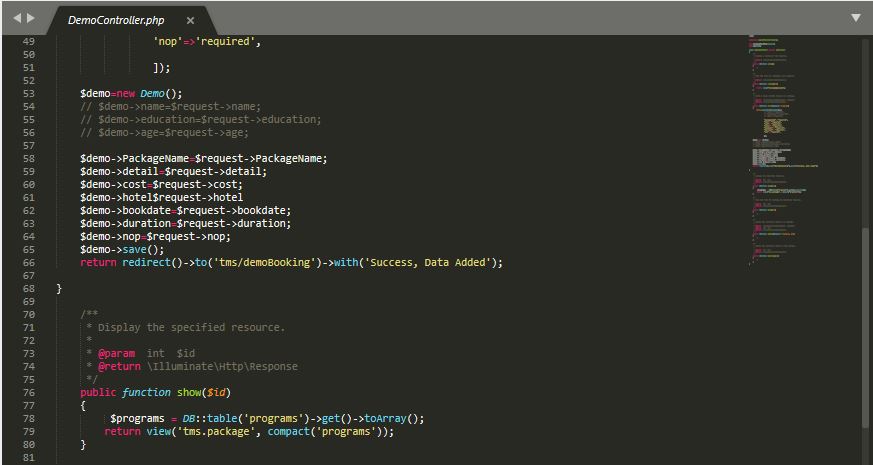 DemoController.php
49 'nop'=>'required',
50
51 ]);
52
53 $demo=new Demo();
54 // $demo->name=$request->name;
55 // $demo->education=$request->education;
56 // $demo->age=$request->age;
57
58 $demo->PackageName=$request->PackageName;
59 $demo->detail=$request->detail;
60 $demo->cost=$request->cost;
61 $demo->hotel$request->hotel
62 $demo->bookdate=$request->bookdate;
63 $demo->duration=$request->duration;
64 $demo->nop=$request->nop;
65 $demo->save();
66 return redirect()->to('tms/demoBooking')->with('Success, Data Added');
67
68 }
69
70 /**
71 * Display the specified resource.
72 *
73 * @param  int  $id
74 * @return \Illuminate\Http\Response
75 */
76 public function show($id)
77 {
78 $programs = DB::table('programs')->get()->toArray();
79 return view('tms.package', compact('programs'));
80 }
81